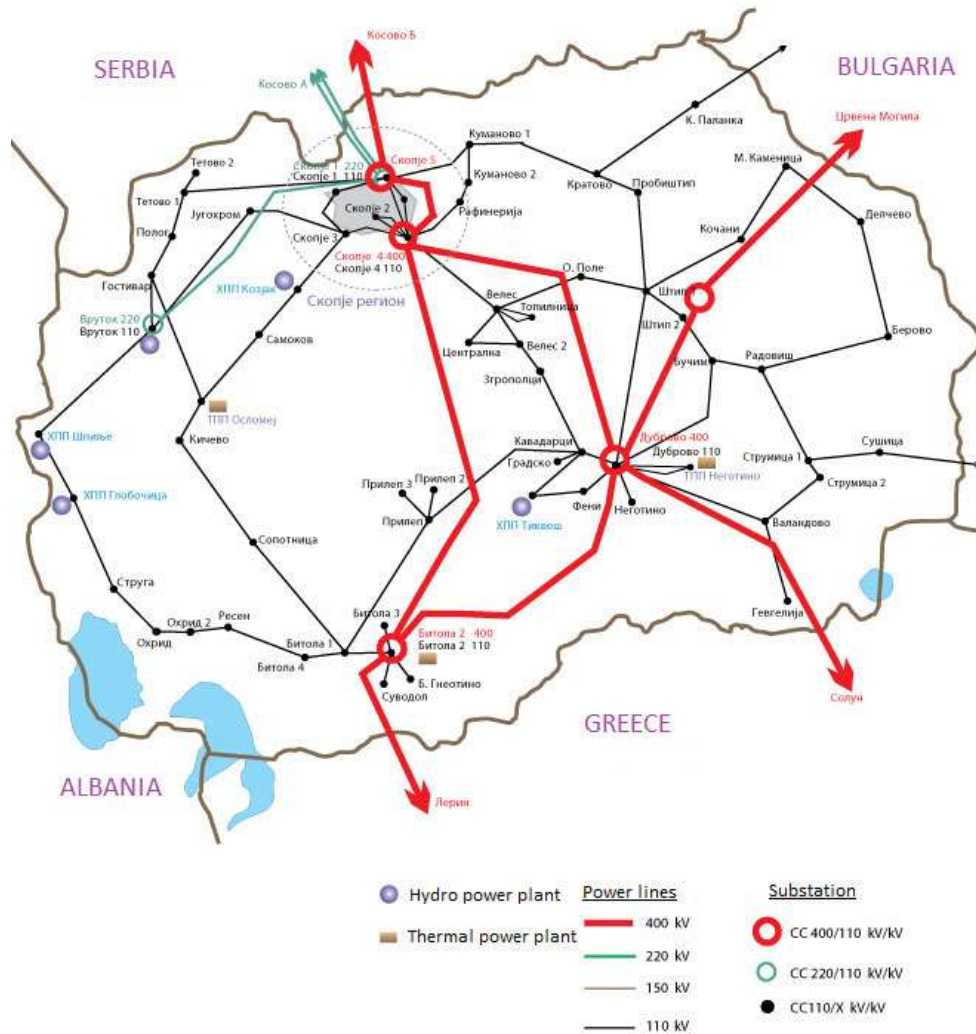 Косово Б
SERBIA
BULGARIA
Косово А
Црвена Могила
К. Паланка
Куманово 1
М. Каменица
Тетово 2
Скопје 5
Скопје 1 220
Скопје 1 110
Куманово 2
Кратово
Пробиштип
Тетово 1
Југохром
Скопје 2
Рафинерија
Делчево
Полог
Скопје 3
Кочани
Скопје 4 400
Скопје 4 110
О. Поле
Гостивар
ХПП Козјак
Скопје регион
Велес
Топилница
Штип 1
Вруток 220
Вруток 110
Штип 2
Берово
Самоков
Централна
Велес 2
Бучим
Радовиш
Згрополци
ТПП Осломеј
ХПП Шпиље
Кичево
Кавадарци
Дуброво 400
Дуброво 110
Сушица
Градско
Струмица 1
ТПП Неготино
Прилеп 3
Прилеп 2
Струмица 2
ХПП Глобочица
Прилеп
ХПП Тиквеш
Фени
Неготино
Валандово
Сопотница
Струга
Гевгелија
Битола 3
Охрид 2
Ресен
Охрид
Битола 1
Битола 2 400
Битола 2 110
Битола 4
Б. Гнеотино
Суводол
Солун
GREECE
ALBANIA
Лерин
Hydro power plant
Thermal power plant
Power lines
400 kV
220 kV
150 kV
110 kV
Substation
СС 400/110 kV/kV
СС 220/110 kV/kV
СС110/X kV/kV